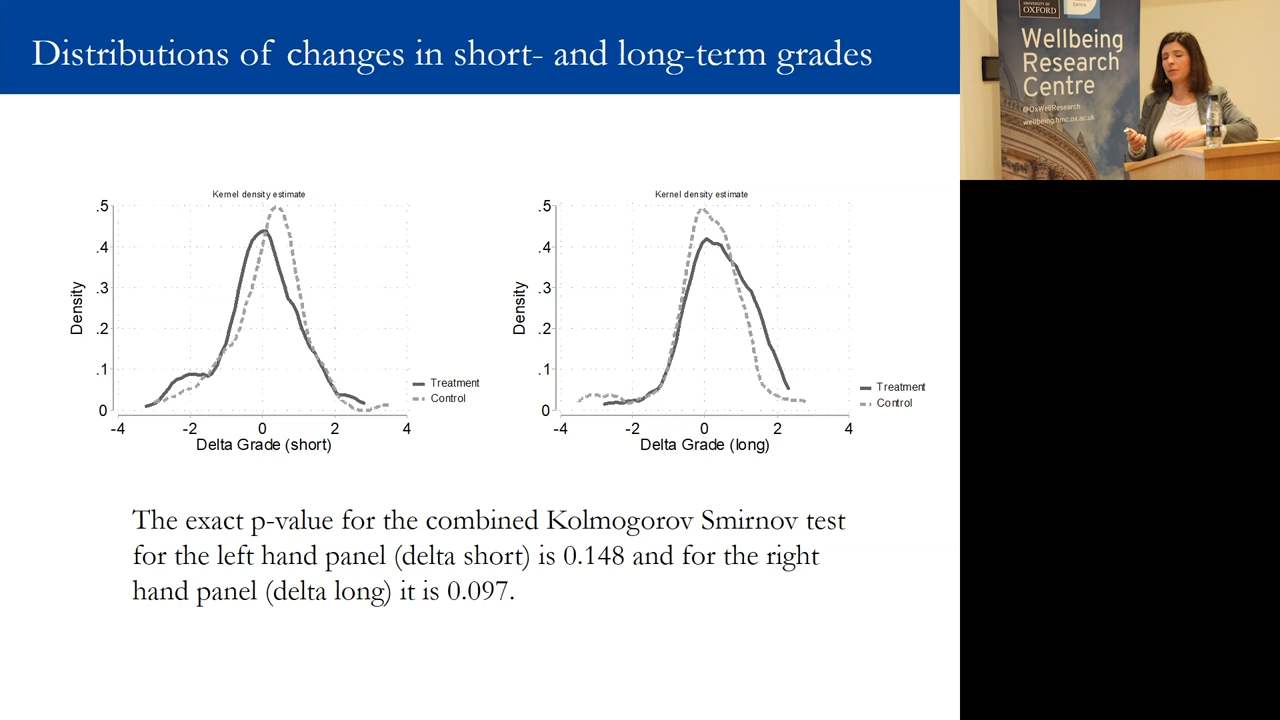 Distributions of changes in short- and long-term grades
Kernel density estimate
.5
.4
.3
.2
.1
0
Density
-4 -2 0 2 4
Delta Grade (short)
Treatment
Control
Kernel density estimate
.5
.4
.3
.2
.1
0
Density
-4 -2 0 2 4
Delta Grade (long)
Treatment
Control
The exact p-value for the combined Kolmogorov Smirnov test
for the left hand panel (delta short) is 0.148 and for the right
hand panel (delta long) it is 0.097.
UNIVERSITY OF
OXFORD
Centre
Wellbeing
Research
Centre
@OxWellResearch
wellbeing.hmc.ox.ac.uk